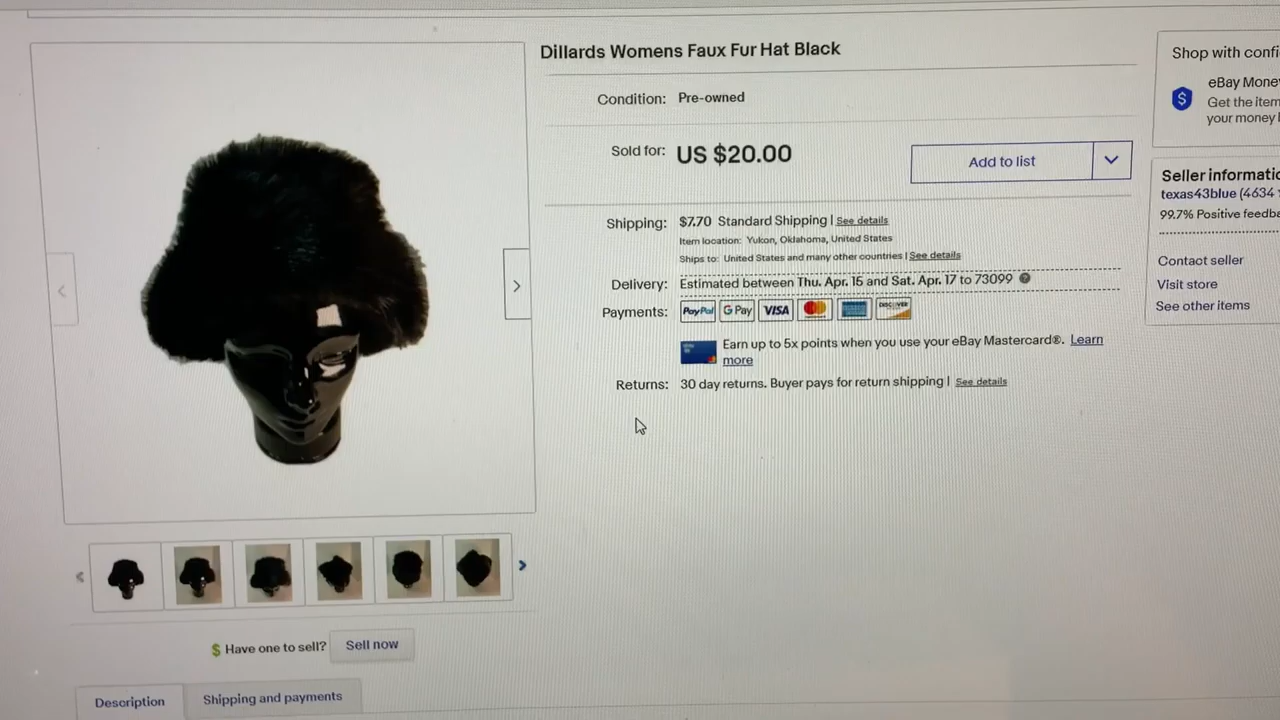 Dillards Womens Faux Fur Hat Black
Condition: Pre-owned
Sold for: US $20.00
Add to list
Shipping: $7.70 Standard Shipping | See details
Item location: Yukon, Oklahoma, United States
Ships to: United States and many other countries | See details
Delivery: Estimated between Thu. Apr. 15 and Sat. Apr. 17 to 73099
Payments: PayPal G Pay VISA DISCOVER
Earn up to 5x points when you use your eBay Mastercard®. Learn
more
Returns: 30 day returns. Buyer pays for return shipping | See details
Shop with confi
eBay Mone
Get the item
your money
Seller informatio
texas43blue (4634
99.7% Positive feedba
Contact seller
Visit store
See other items
$ Have one to sell? Sell now
Description
Shipping and payments